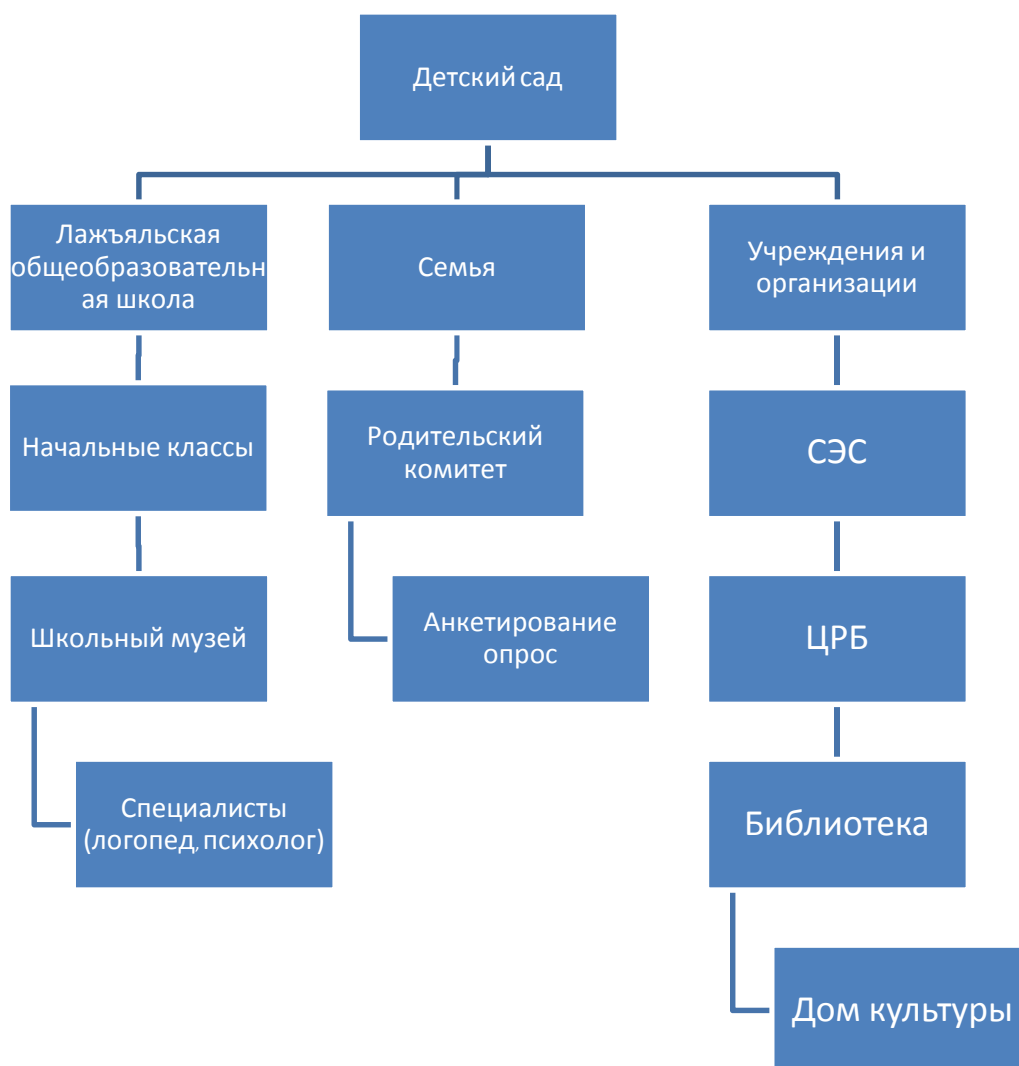 Детский сад
Лажъяльская
общеобразовательн
ая школа
Семья
Учреждения и
организации
Начальные классы
Родительский
комитет
СЭС
Школьный музей
Анкетирование
опрос
ЦРБ
Специалисты
(логопед, психолог)
Библиотека
Дом культуры